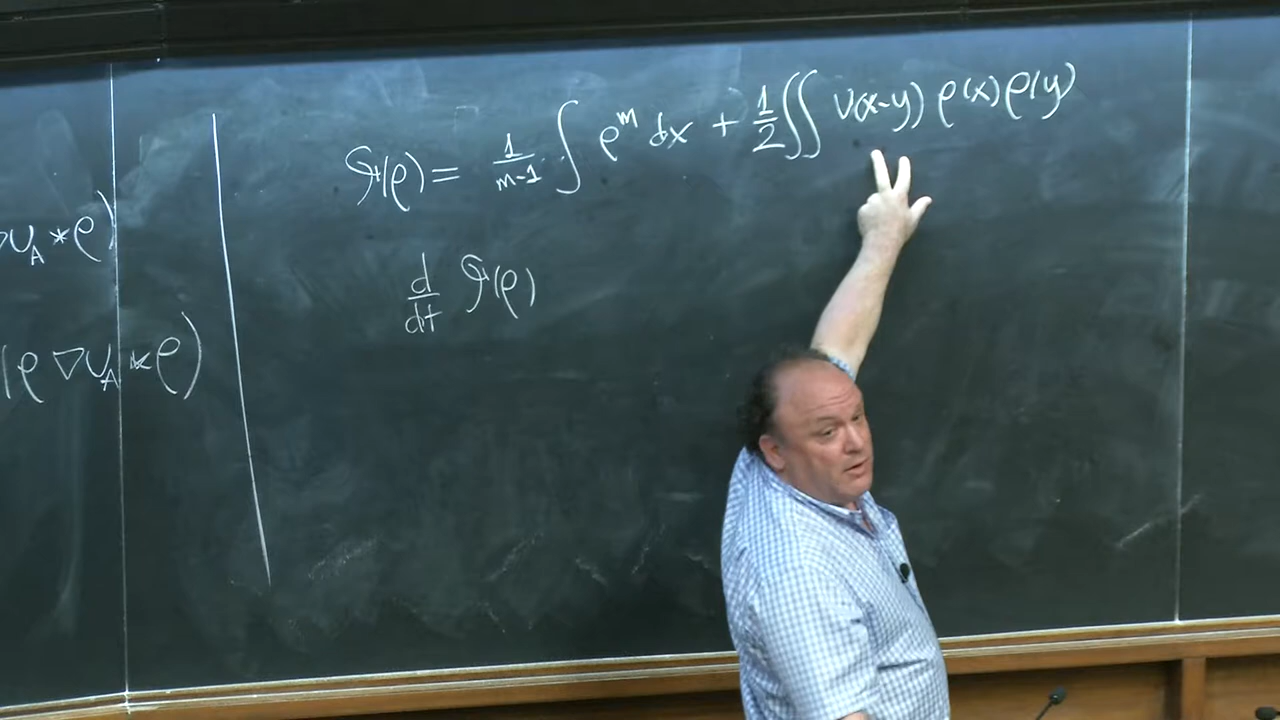 ℱ(ρ) = 1/(m-1) ∫ ρ^m dx + 1/2 ∬ U(x-y) ρ(x)ρ(y)
∇U_A * ρ)
d/dt ℱ(ρ)
(ρ ∇U_A * ρ)